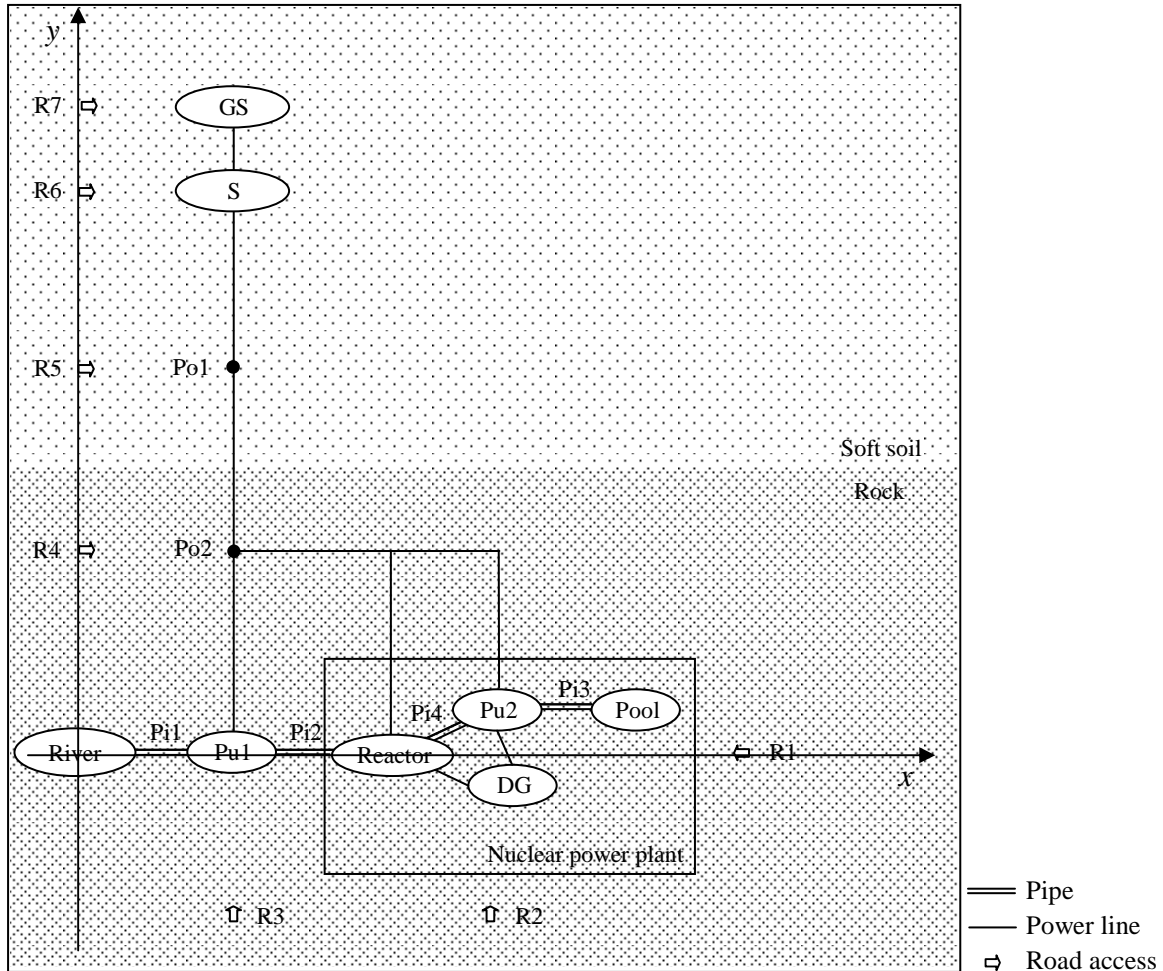 y
R7
GS
R6
S
R5
Po1
Soft soil
Rock
R4
Po2
Pi3
Pi4
Pu2
Pool
Pi1
Pi2
River
Pu1
Reactor
R1
x
DG
Nuclear power plant
R3
R2
Pipe
Power line
Road access